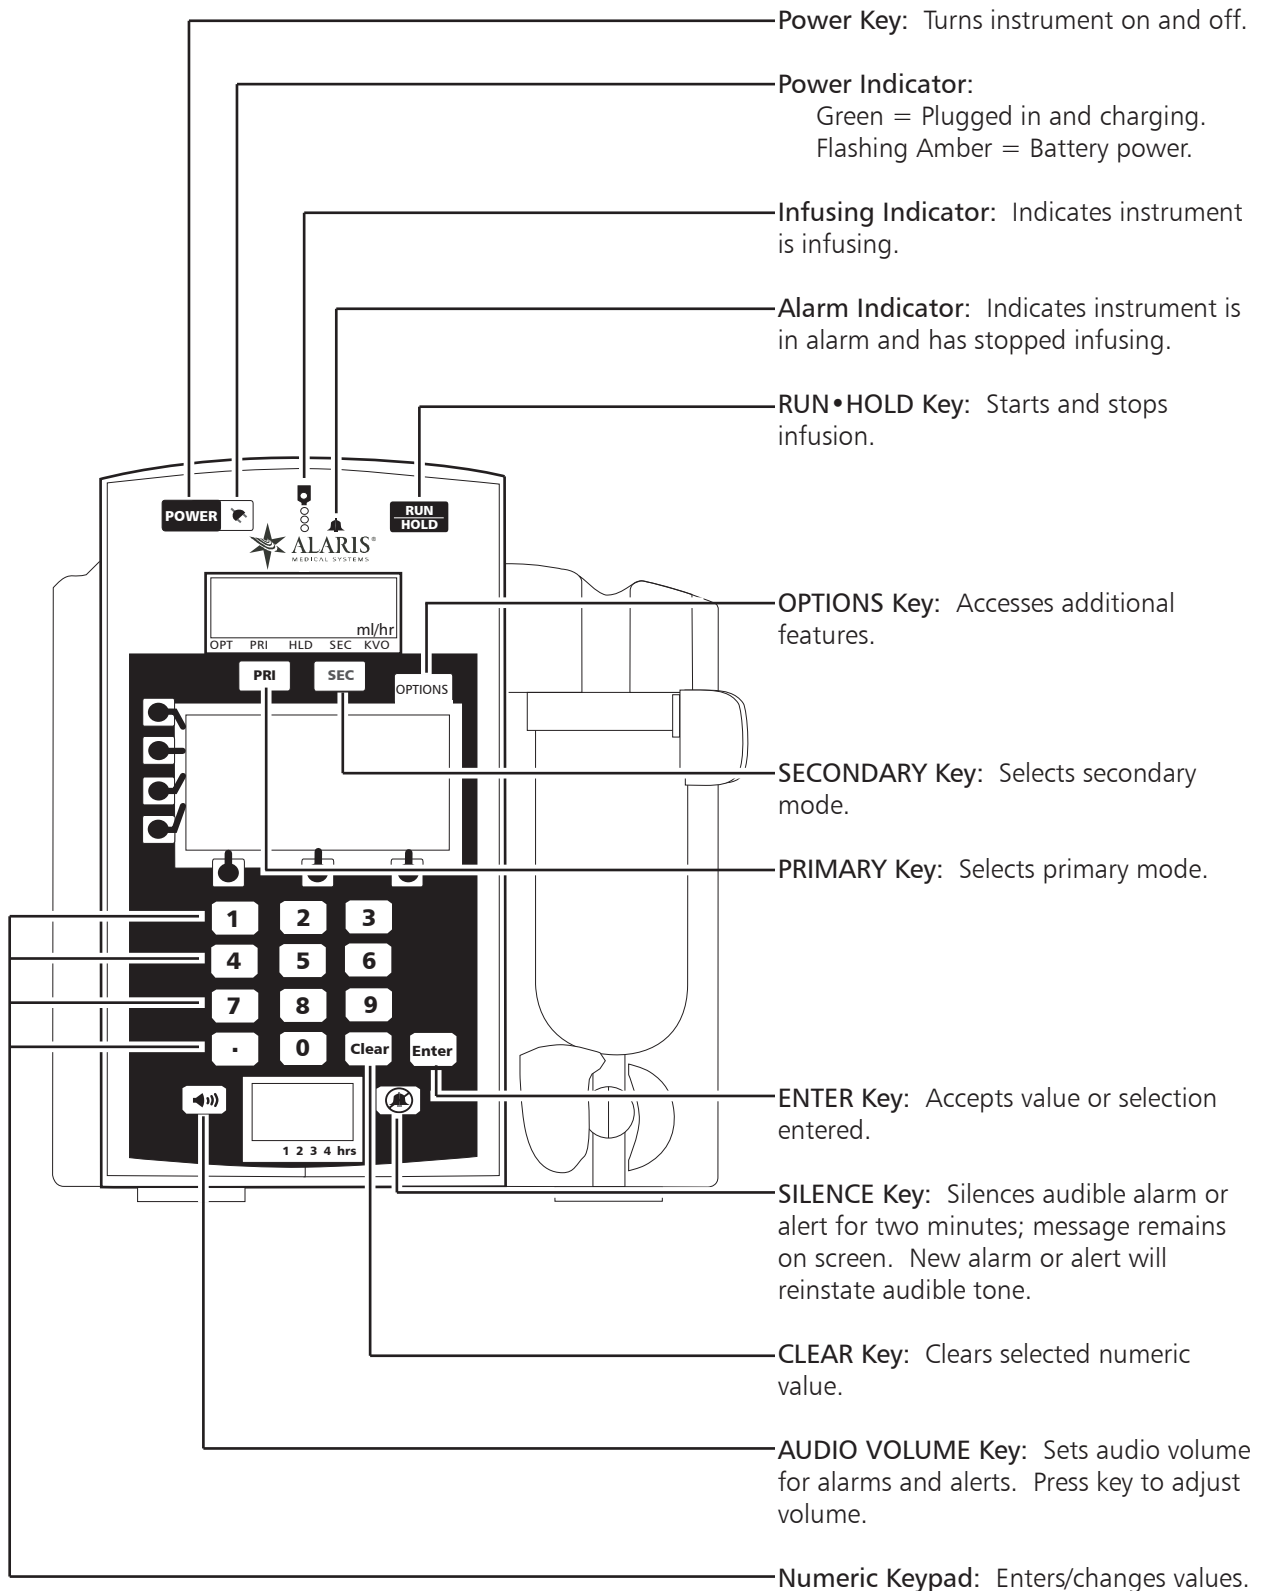 Power Key: Turns instrument on and off.
Power Indicator:
Green = Plugged in and charging.
Flashing Amber = Battery power.
Infusing Indicator: Indicates instrument
is infusing.
Alarm Indicator: Indicates instrument is
in alarm and has stopped infusing.
RUN•HOLD Key: Starts and stops
infusion.
POWER
RUN
HOLD
ALARIS®
MEDICAL SYSTEMS
ml/hr
OPT PRI HLD SEC KVO
PRI SEC
OPTIONS
OPTIONS Key: Accesses additional
features.
SECONDARY Key: Selects secondary
mode.
PRIMARY Key: Selects primary mode.
1 2 3
4 5 6
7 8 9
. 0 Clear Enter
1 2 3 4 hrs
ENTER Key: Accepts value or selection
entered.
SILENCE Key: Silences audible alarm or
alert for two minutes; message remains
on screen. New alarm or alert will
reinstate audible tone.
CLEAR Key: Clears selected numeric
value.
AUDIO VOLUME Key: Sets audio volume
for alarms and alerts. Press key to adjust
volume.
Numeric Keypad: Enters/changes values.